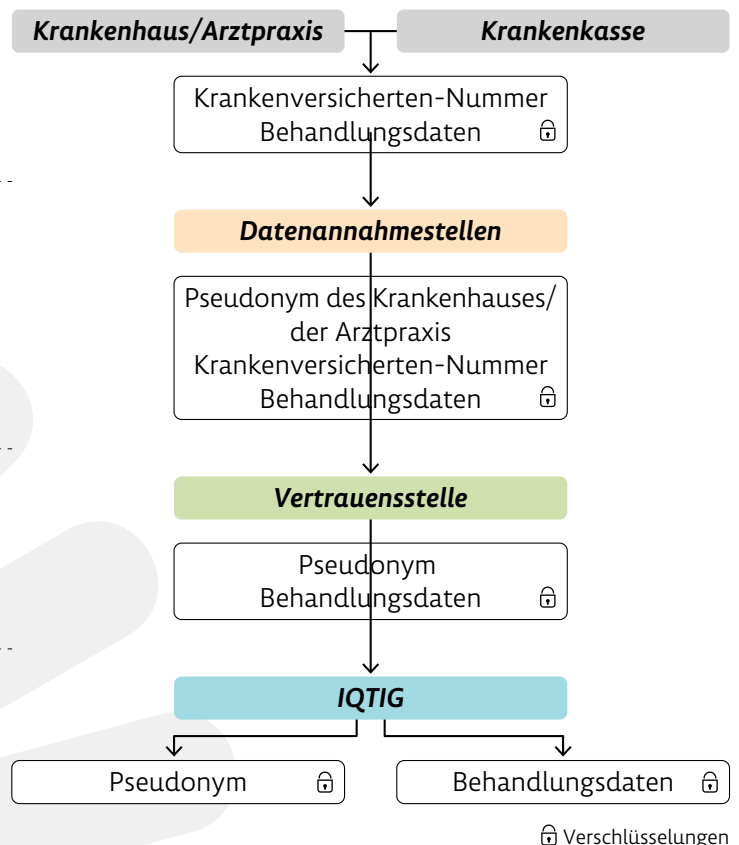 Krankenhaus/Arztpraxis
Krankenkasse
Krankenversicherten-Nummer
Behandlungsdaten
Datenannahmestellen
Pseudonym des Krankenhauses/
der Arztpraxis
Krankenversicherten-Nummer
Behandlungsdaten
Vertrauensstelle
Pseudonym
Behandlungsdaten
IQTIG
Pseudonym
Behandlungsdaten
Verschlüsselungen